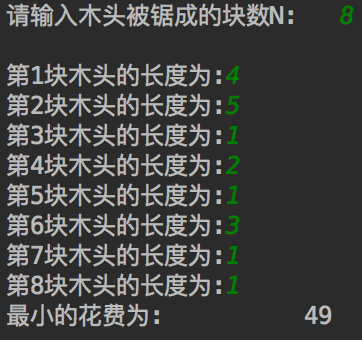 请输入木头被锯成的块数N: 8
第1块木头的长度为:4
第2块木头的长度为:5
第3块木头的长度为:1
第4块木头的长度为:2
第5块木头的长度为:1
第6块木头的长度为:3
第7块木头的长度为:1
第8块木头的长度为:1
最小的花费为: 49